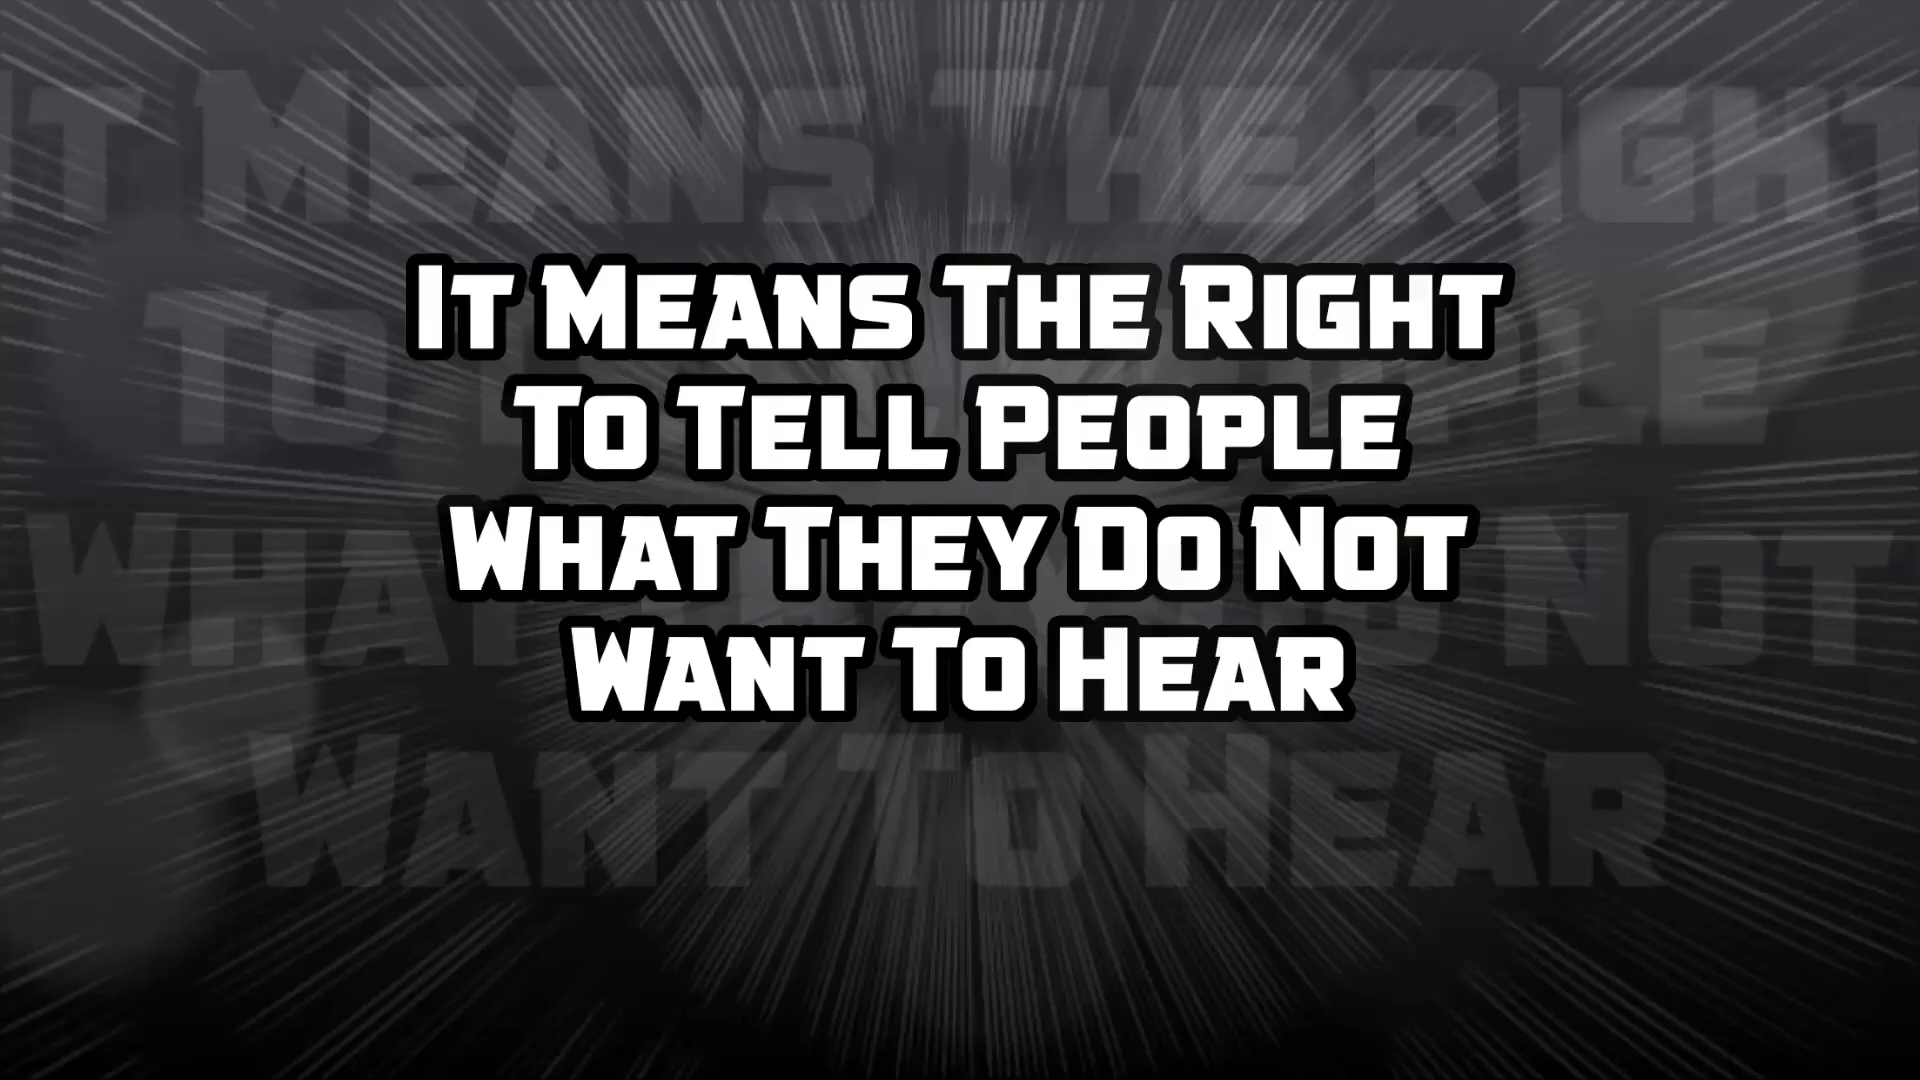 It Means The Right
To Tell People
What They Do Not
Want To Hear